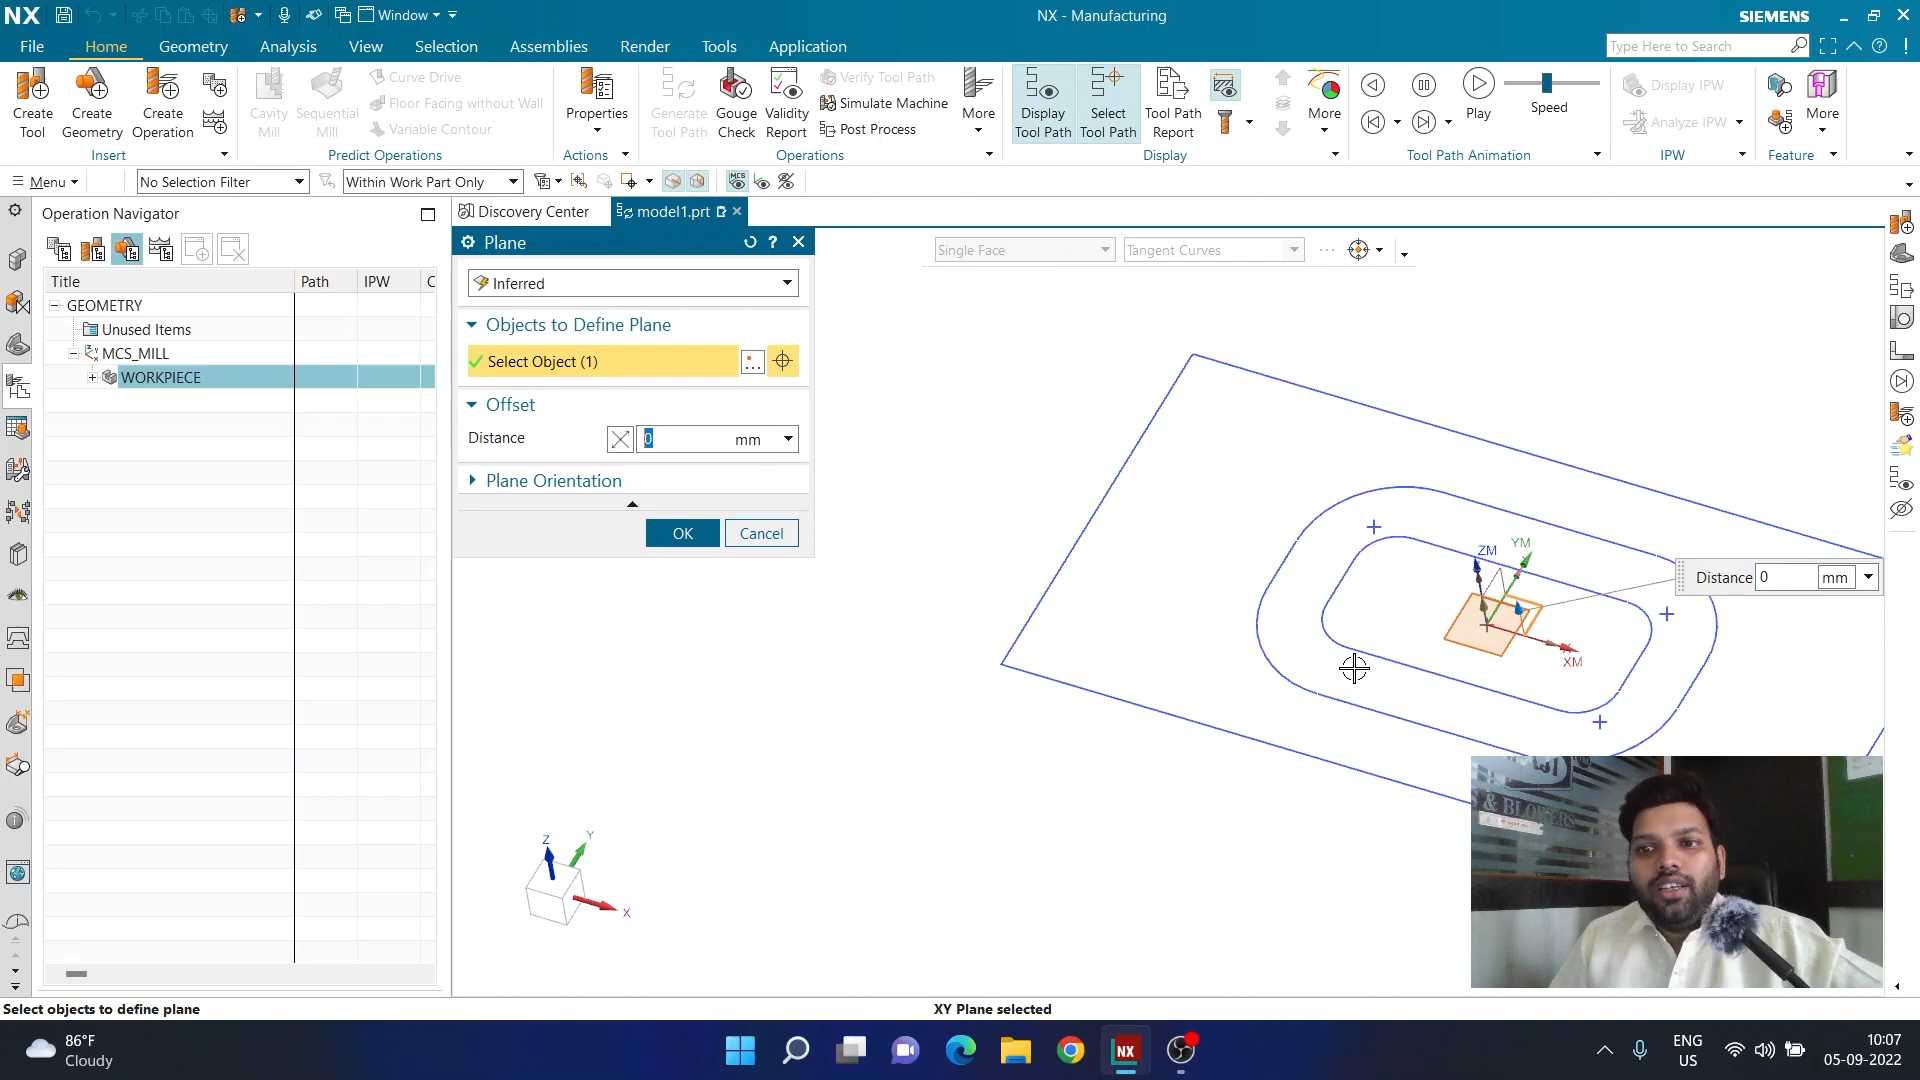 NX
Window
NX - Manufacturing
SIEMENS
File
Home
Geometry
Analysis
View
Selection
Assemblies
Render
Tools
Application
Type Here to Search
Create Tool
Create Geometry
Create Operation
Insert
Cavity Mill
Sequential Mill
Curve Drive
Floor Facing without Wall
Variable Contour
Predict Operations
Properties
Actions
Generate Tool Path
Gouge Check
Validity Report
Verify Tool Path
Simulate Machine
Post Process
More
Operations
Display Tool Path
Select Tool Path
Tool Path Report
More
Display
Play
Speed
Tool Path Animation
Display IPW
Analyze IPW
IPW
More
Feature
Menu
No Selection Filter
Within Work Part Only
MCS
Operation Navigator
Discovery Center
model1.prt
Title
Path
IPW
C
GEOMETRY
Unused Items
MCS_MILL
WORKPIECE
Plane
Inferred
Objects to Define Plane
Select Object (1)
Offset
Distance
0
mm
Plane Orientation
OK
Cancel
Single Face
Tangent Curves
ZM
YM
XM
Distance
0
mm
Z
Y
X
& BLOWERS
Select objects to define plane
XY Plane selected
86°F
Cloudy
NX
ENG
US
10:07
05-09-2022